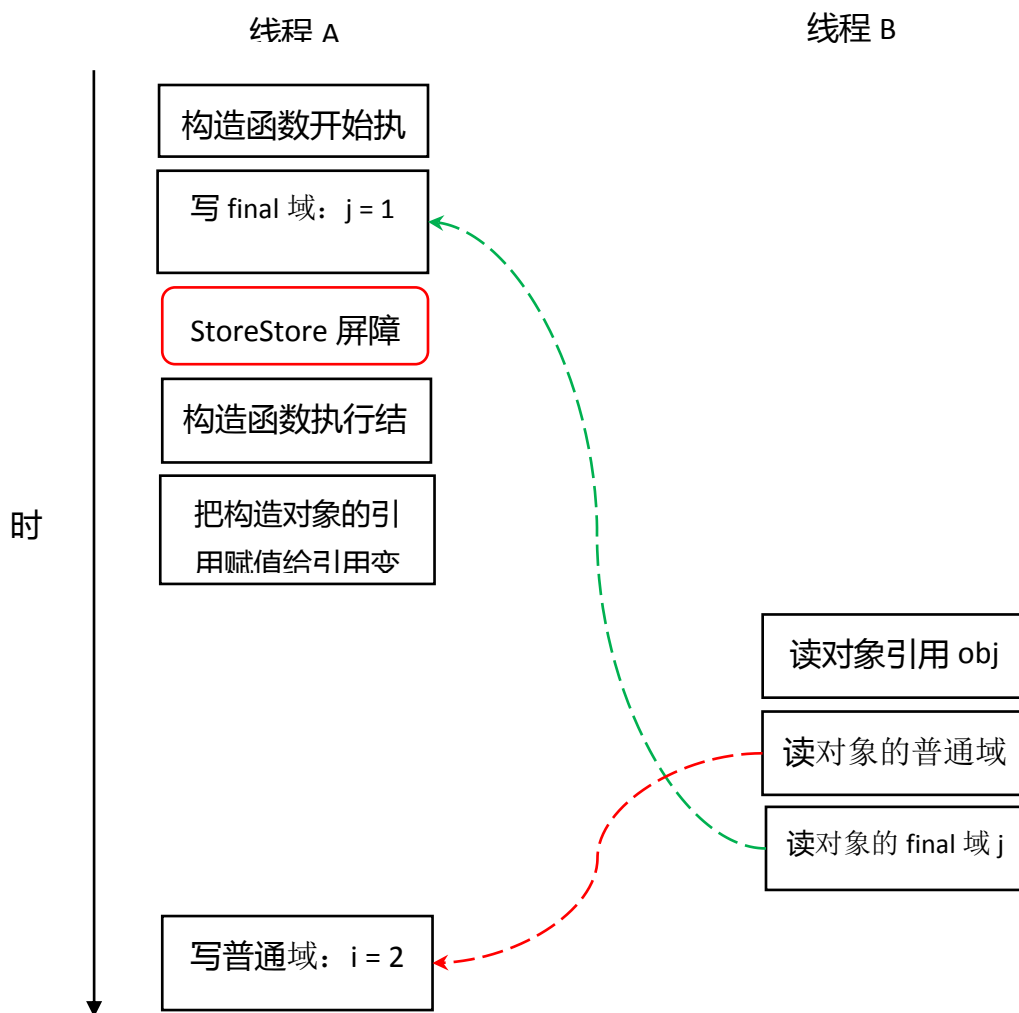 线程 A
线程 B
构造函数开始执
写 final 域：j = 1
StoreStore 屏障
构造函数执行结
把构造对象的引
用赋值给引用变
时
读对象引用 obj
读对象的普通域
读对象的 final 域 j
写普通域：i = 2